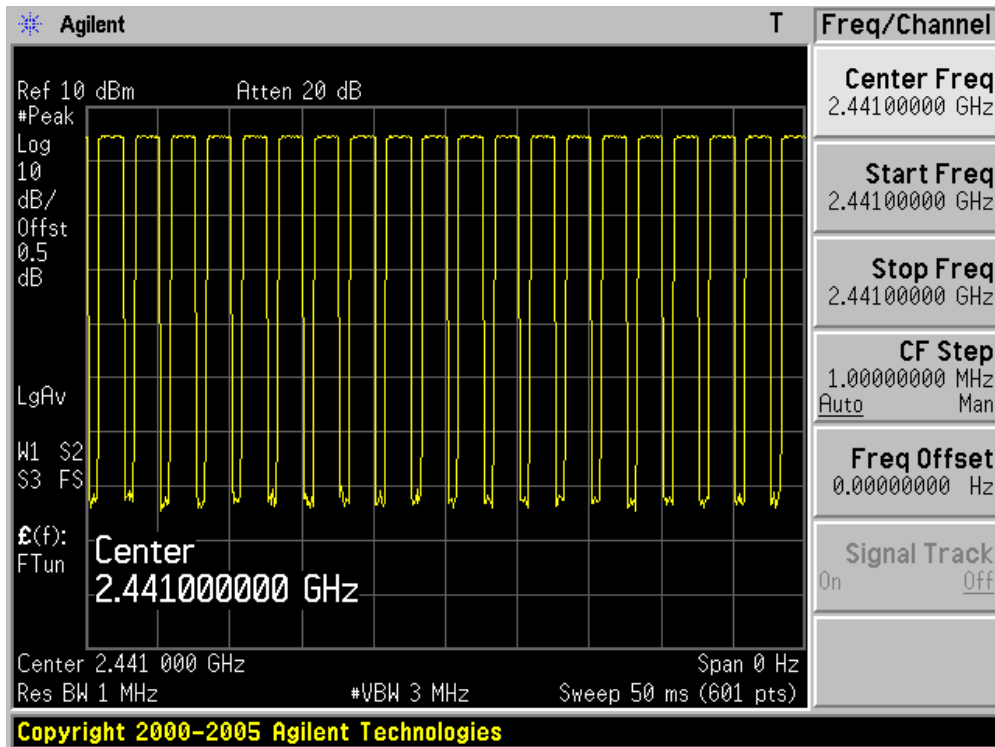 Agilent T
Freq/Channel
Ref 10 dBm Atten 20 dB
#Peak
Log
10
dB/
Offst
0.5
dB
LgAv
W1 S2
S3 FS
£(f):
FTun
Center
2.441000000 GHz
Center 2.441 000 GHz Span 0 Hz
Res BW 1 MHz #VBW 3 MHz Sweep 50 ms (601 pts)
Copyright 2000-2005 Agilent Technologies
Center Freq
2.44100000 GHz
Start Freq
2.44100000 GHz
Stop Freq
2.44100000 GHz
CF Step
1.00000000 MHz
Auto Man
Freq Offset
0.00000000 Hz
Signal Track
On Off